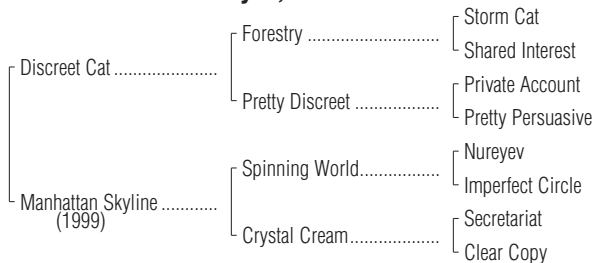 Storm Cat
Forestry ..............................
Shared Interest
Discreet Cat .......................
Private Account
Pretty Discreet ...................
Pretty Persuasive
Nureyev
Spinning World..................
Imperfect Circle
Manhattan Skyline ............
(1999)
Secretariat
Crystal Cream....................
Clear Copy